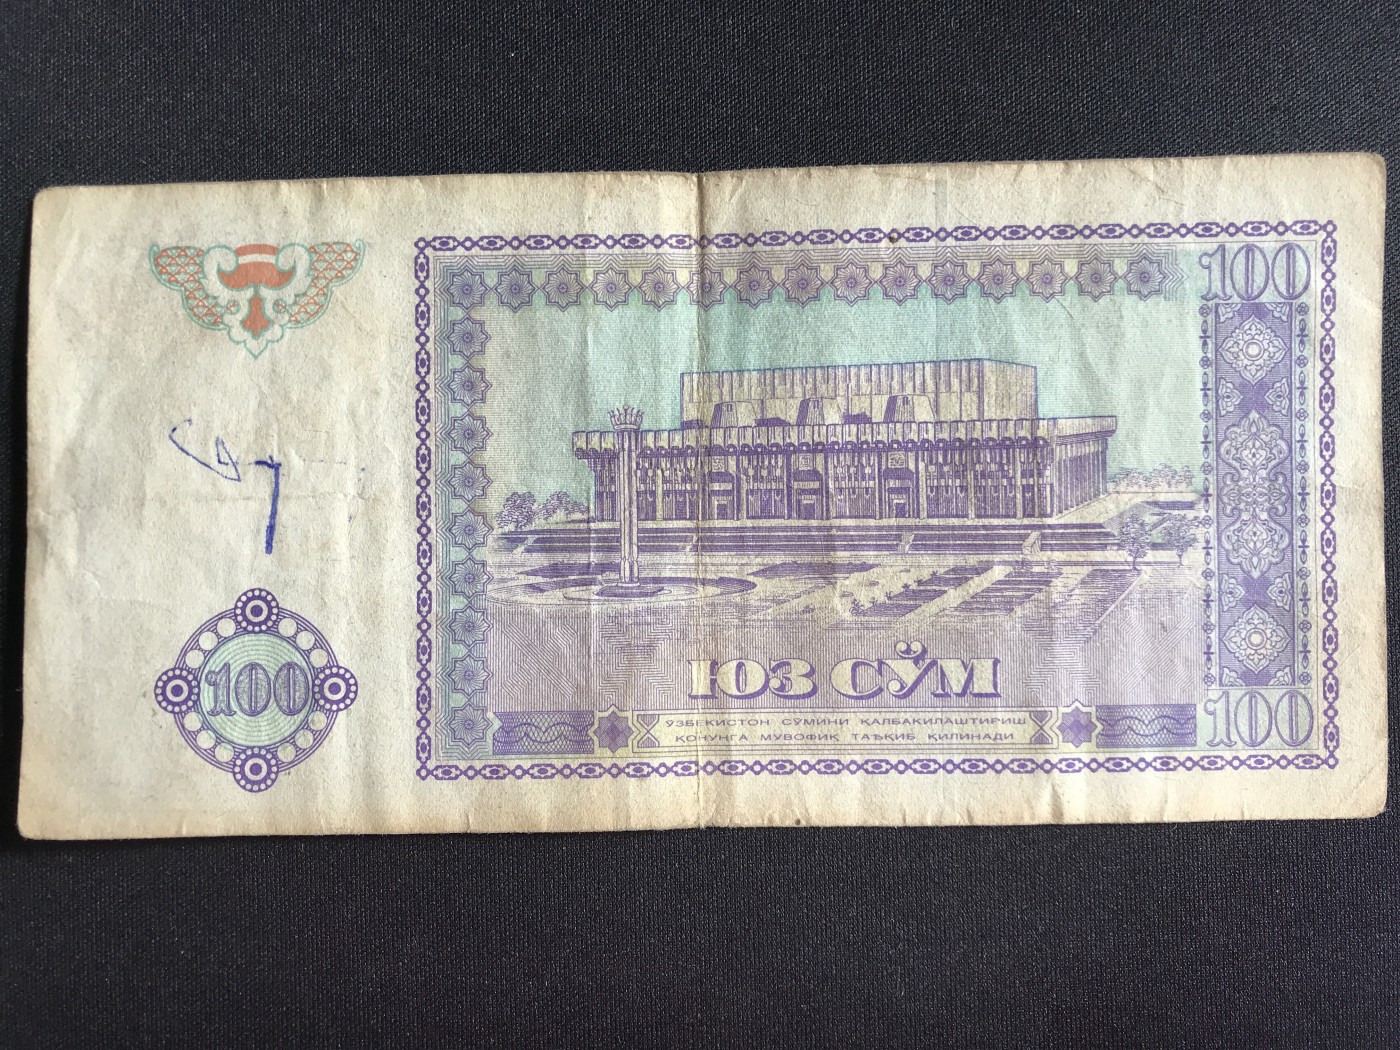 100
ЮЗ СЎМ
ЎЗБЕКИСТОН СЎМИНИ ҚАЛБАКИЛАШТИРИШ
ҚОНУНГА МУВОФИҚ ТАЪҚИБ ҚИЛИНАДИ
100
100